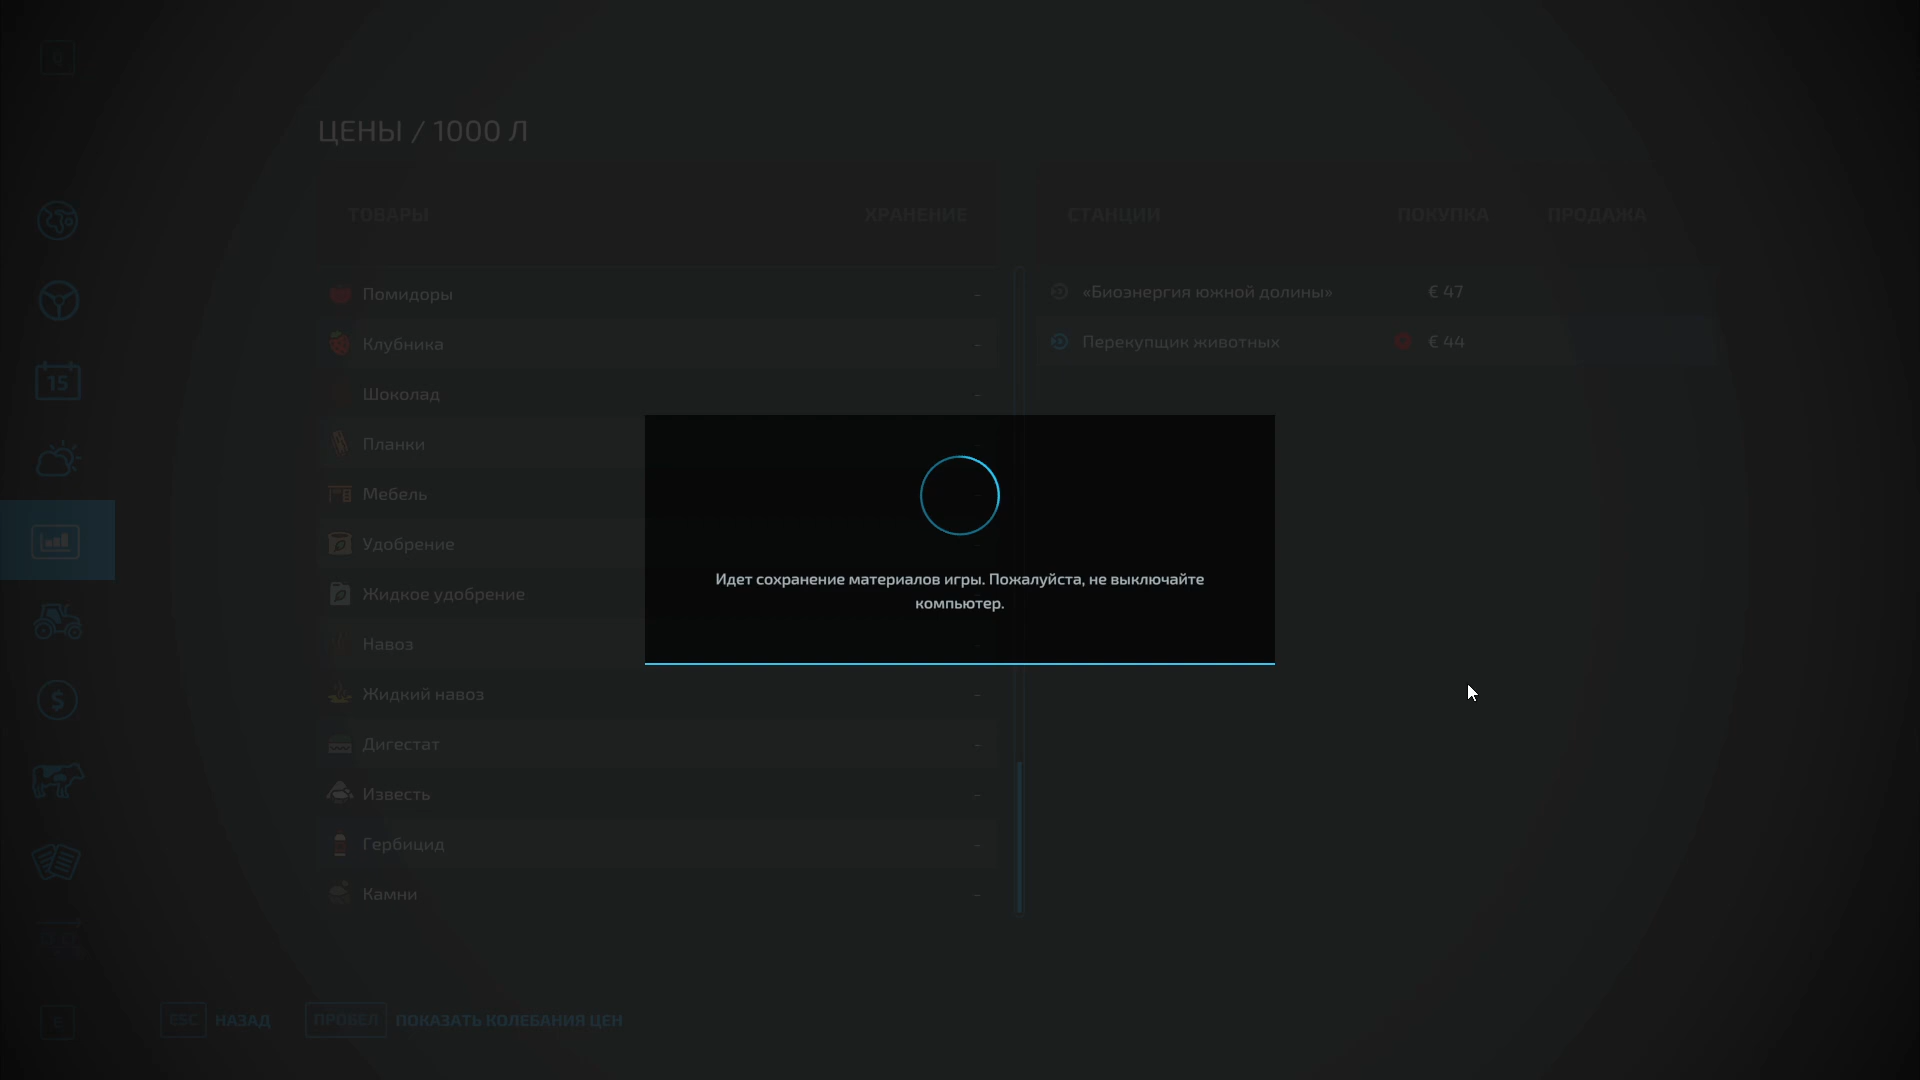 Q
ЦЕНЫ / 1000 Л
ТОВАРЫ ХРАНЕНИЕ
Помидоры -
Клубника -
Шоколад -
Планки
Мебель
Удобрение
Жидкое удобрение
Навоз -
Жидкий навоз -
Дигестат -
Известь -
Гербицид -
Камни -
СТАНЦИИ ПОКУПКА ПРОДАЖА
«Биоэнергия южной долины» € 47
Перекупщик животных € 44
Идет сохранение материалов игры. Пожалуйста, не выключайте
компьютер.
15
$
E
ESC НАЗАД ПРОБЕЛ ПОКАЗАТЬ КОЛЕБАНИЯ ЦЕН